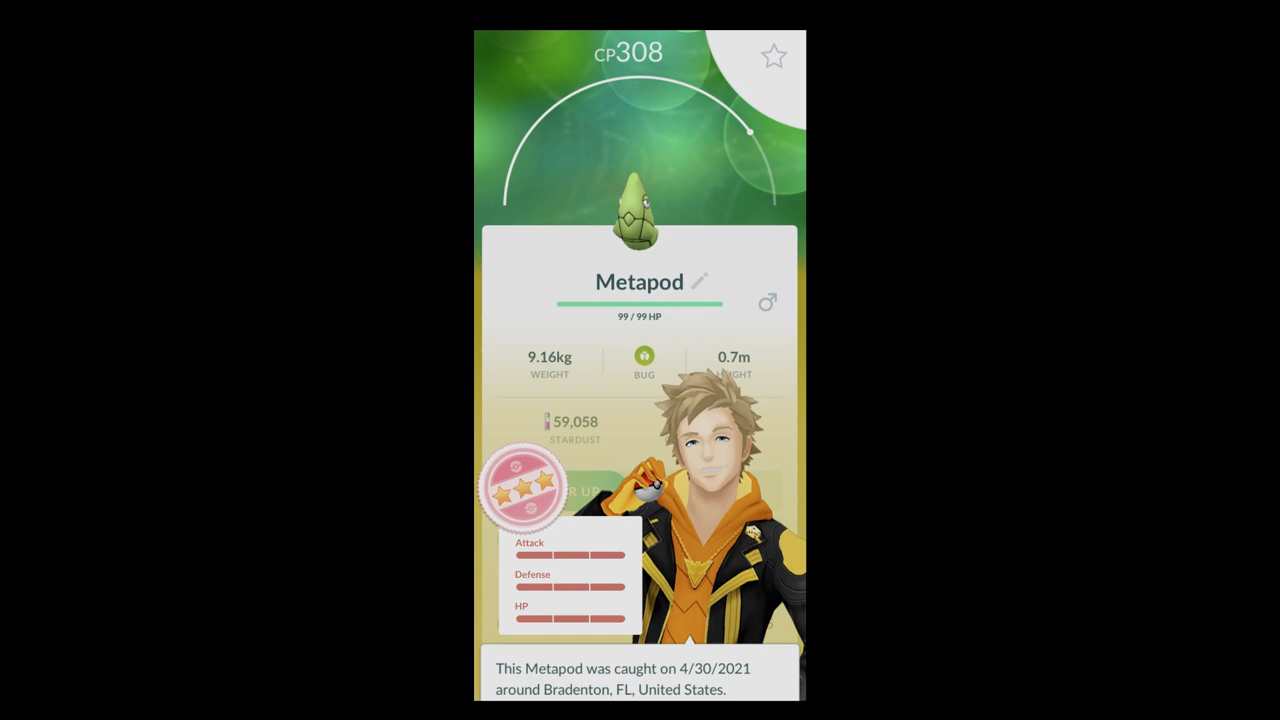 CP308
Metapod
99 / 99 HP
9.16kg
0.7m
WEIGHT
BUG
59,058
STARDUST
Attack
Defense
HP
This Metapod was caught on 4/30/2021
around Bradenton, FL, United States.